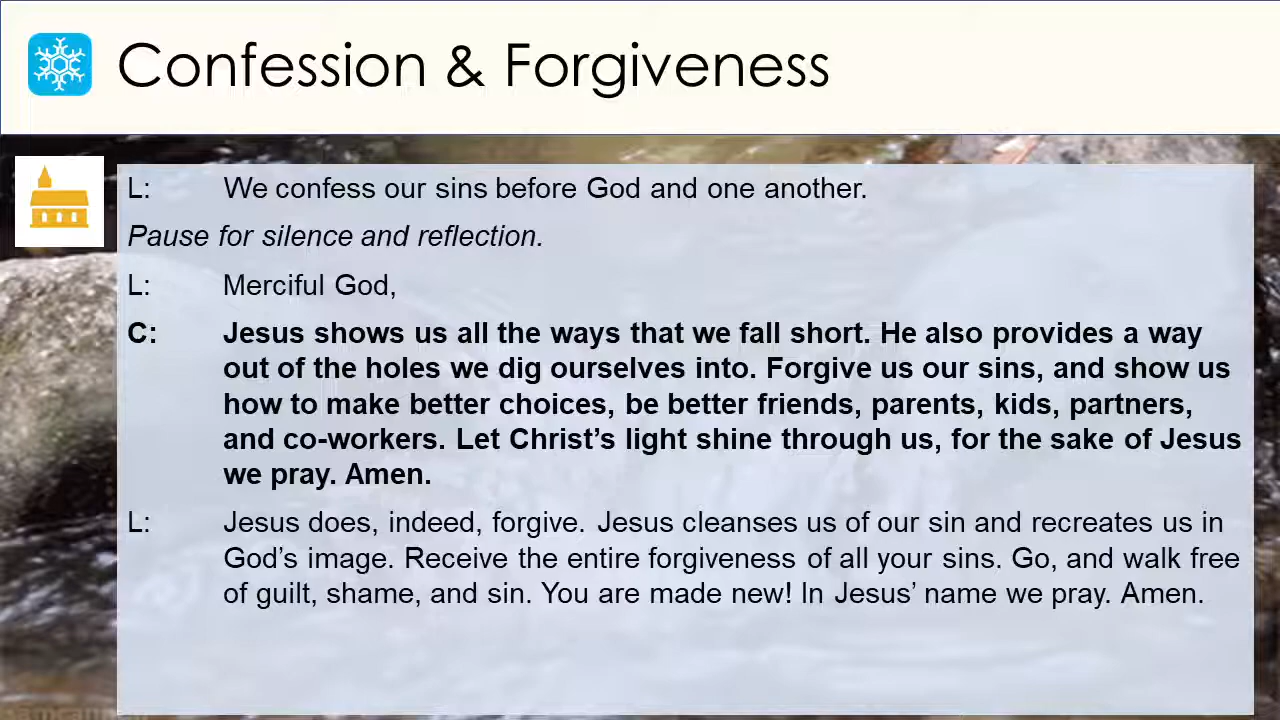 Confession & Forgiveness
L: We confess our sins before God and one another.
Pause for silence and reflection.
L: Merciful God,
C: Jesus shows us all the ways that we fall short. He also provides a way
out of the holes we dig ourselves into. Forgive us our sins, and show us
how to make better choices, be better friends, parents, kids, partners,
and co-workers. Let Christ’s light shine through us, for the sake of Jesus
we pray. Amen.
L: Jesus does, indeed, forgive. Jesus cleanses us of our sin and recreates us in
God’s image. Receive the entire forgiveness of all your sins. Go, and walk free
of guilt, shame, and sin. You are made new! In Jesus’ name we pray. Amen.